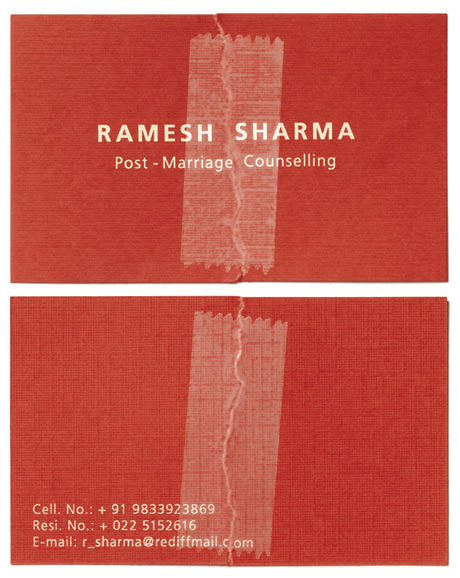 RAMESH SHARMA
Post - Marriage Counselling
Cell. No.: + 91 9833923869
Resi. No.: + 022 5152616
E-mail: r_sharma@rediffmail.com